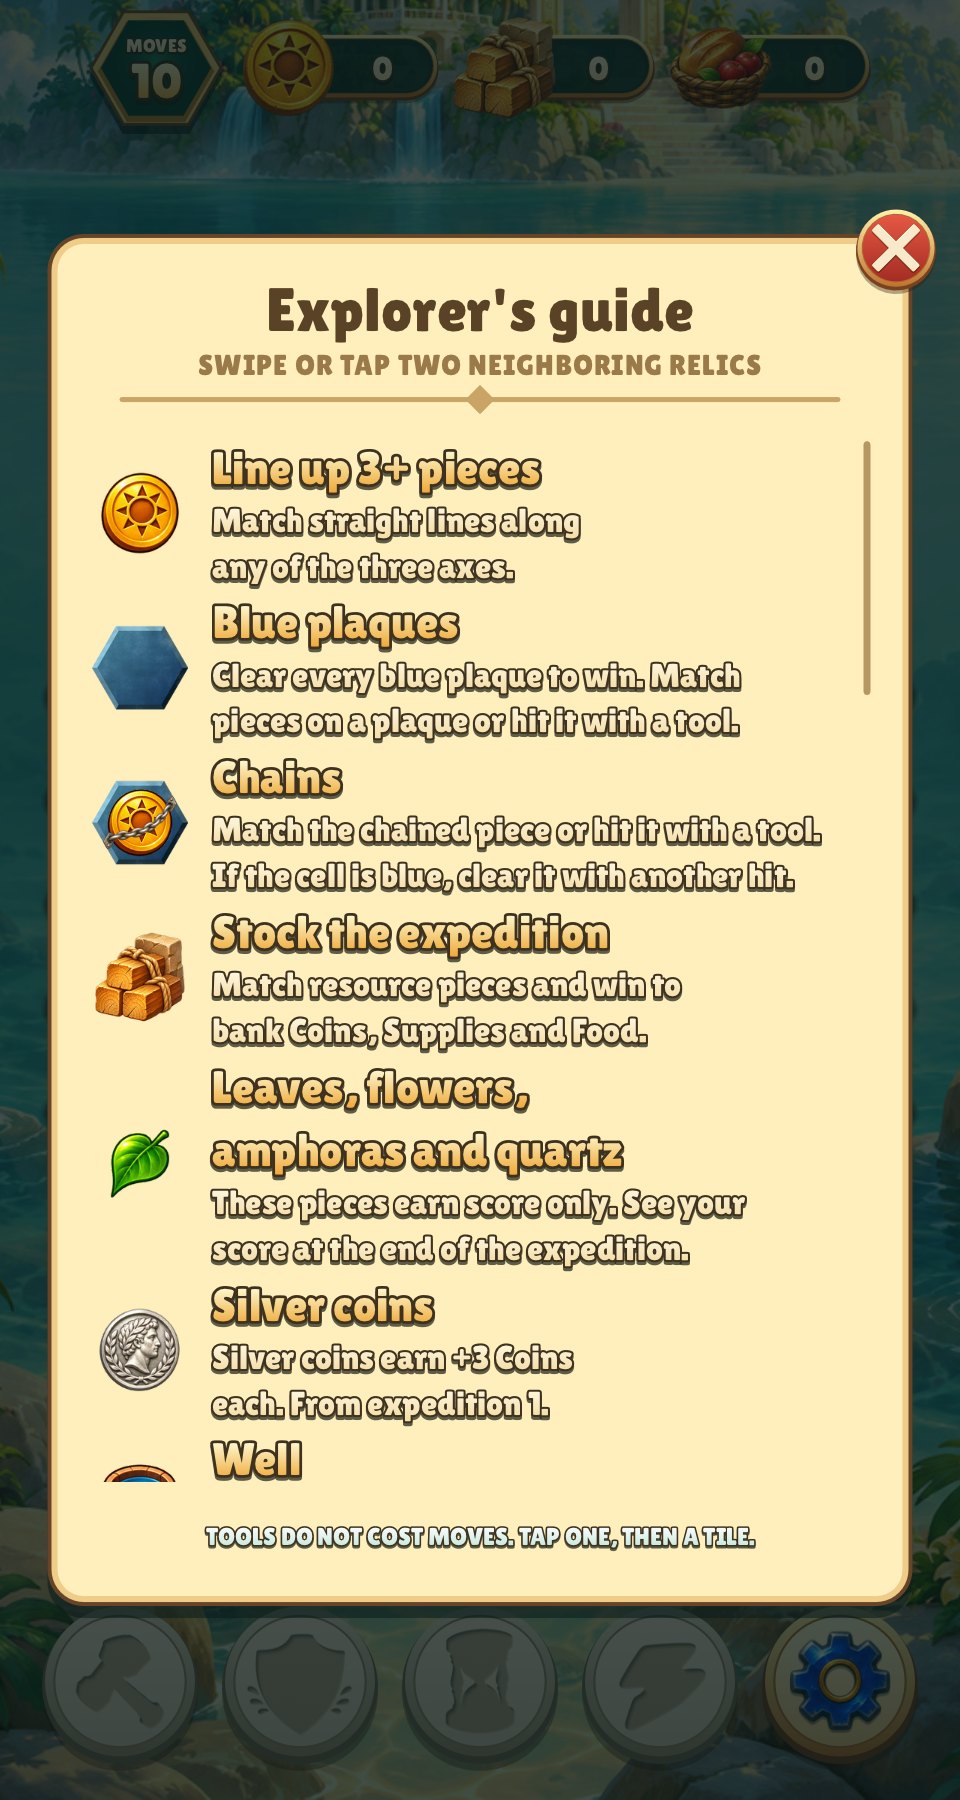 MOVES
10
0
0
0
Explorer's guide
SWIPE OR TAP TWO NEIGHBORING RELICS
Line up 3+ pieces
Match straight lines along
any of the three axes.
Blue plaques
Clear every blue plaque to win. Match
pieces on a plaque or hit it with a tool.
Chains
Match the chained piece or hit it with a tool.
If the cell is blue, clear it with another hit.
Stock the expedition
Match resource pieces and win to
bank Coins, Supplies and Food.
Leaves, flowers,
amphoras and quartz
These pieces earn score only. See your
score at the end of the expedition.
Silver coins
Silver coins earn +3 Coins
each. From expedition 1.
Well
TOOLS DO NOT COST MOVES. TAP ONE, THEN A TILE.